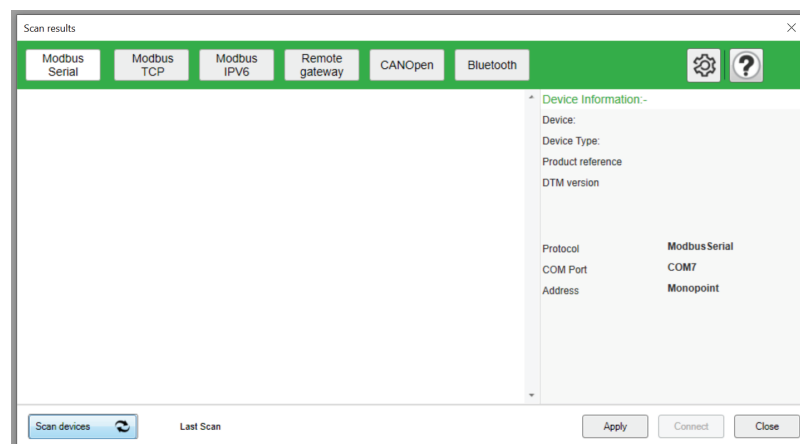 Scan results
Modbus
Serial
Modbus
TCP
Modbus
IPV6
Remote
gateway
CANOpen
Bluetooth
?
Device Information:-
Device:
Device Type:
Product reference
DTM version
Protocol ModbusSerial
COM Port COM7
Address Monopoint
Scan devices
Last Scan
Apply
Connect
Close